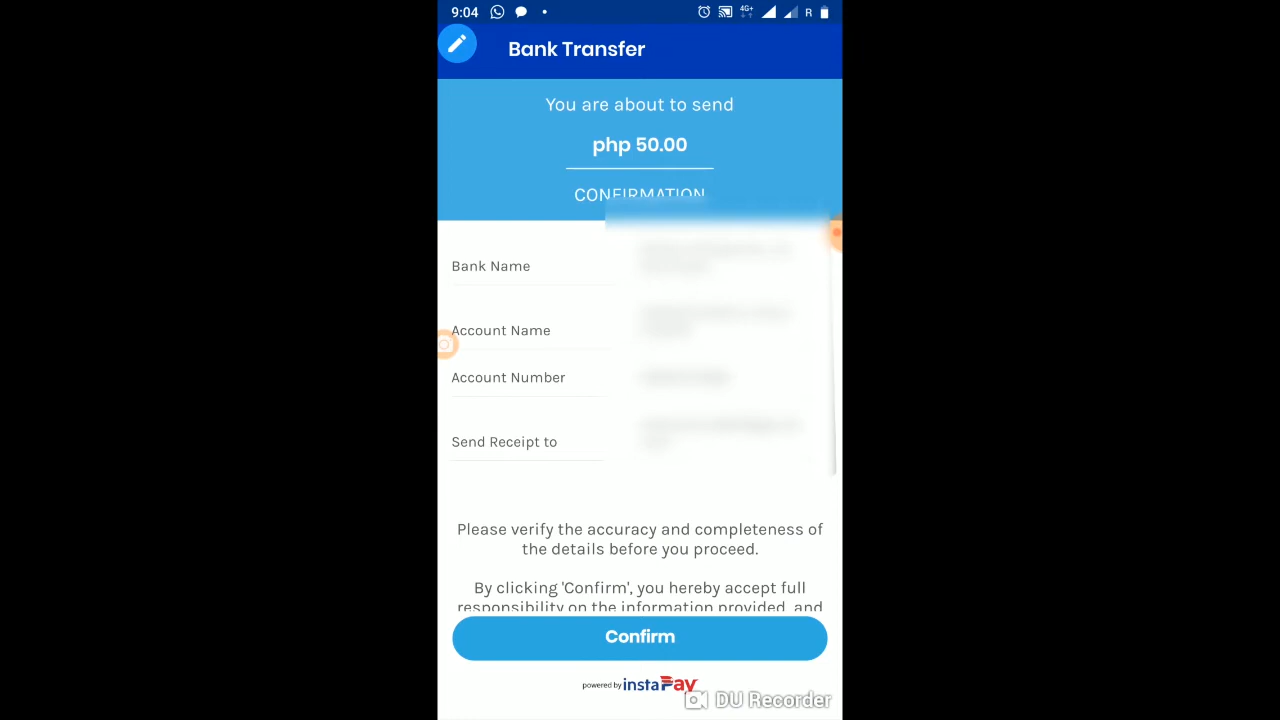 9:04
4G+
R
Bank Transfer
You are about to send
php 50.00
CONFIRMATION
Bank Name
Account Name
Account Number
Send Receipt to
Please verify the accuracy and completeness of
the details before you proceed.
By clicking 'Confirm', you hereby accept full
responsibility on the information provided, and
Confirm
powered by instaPay
DU Recorder